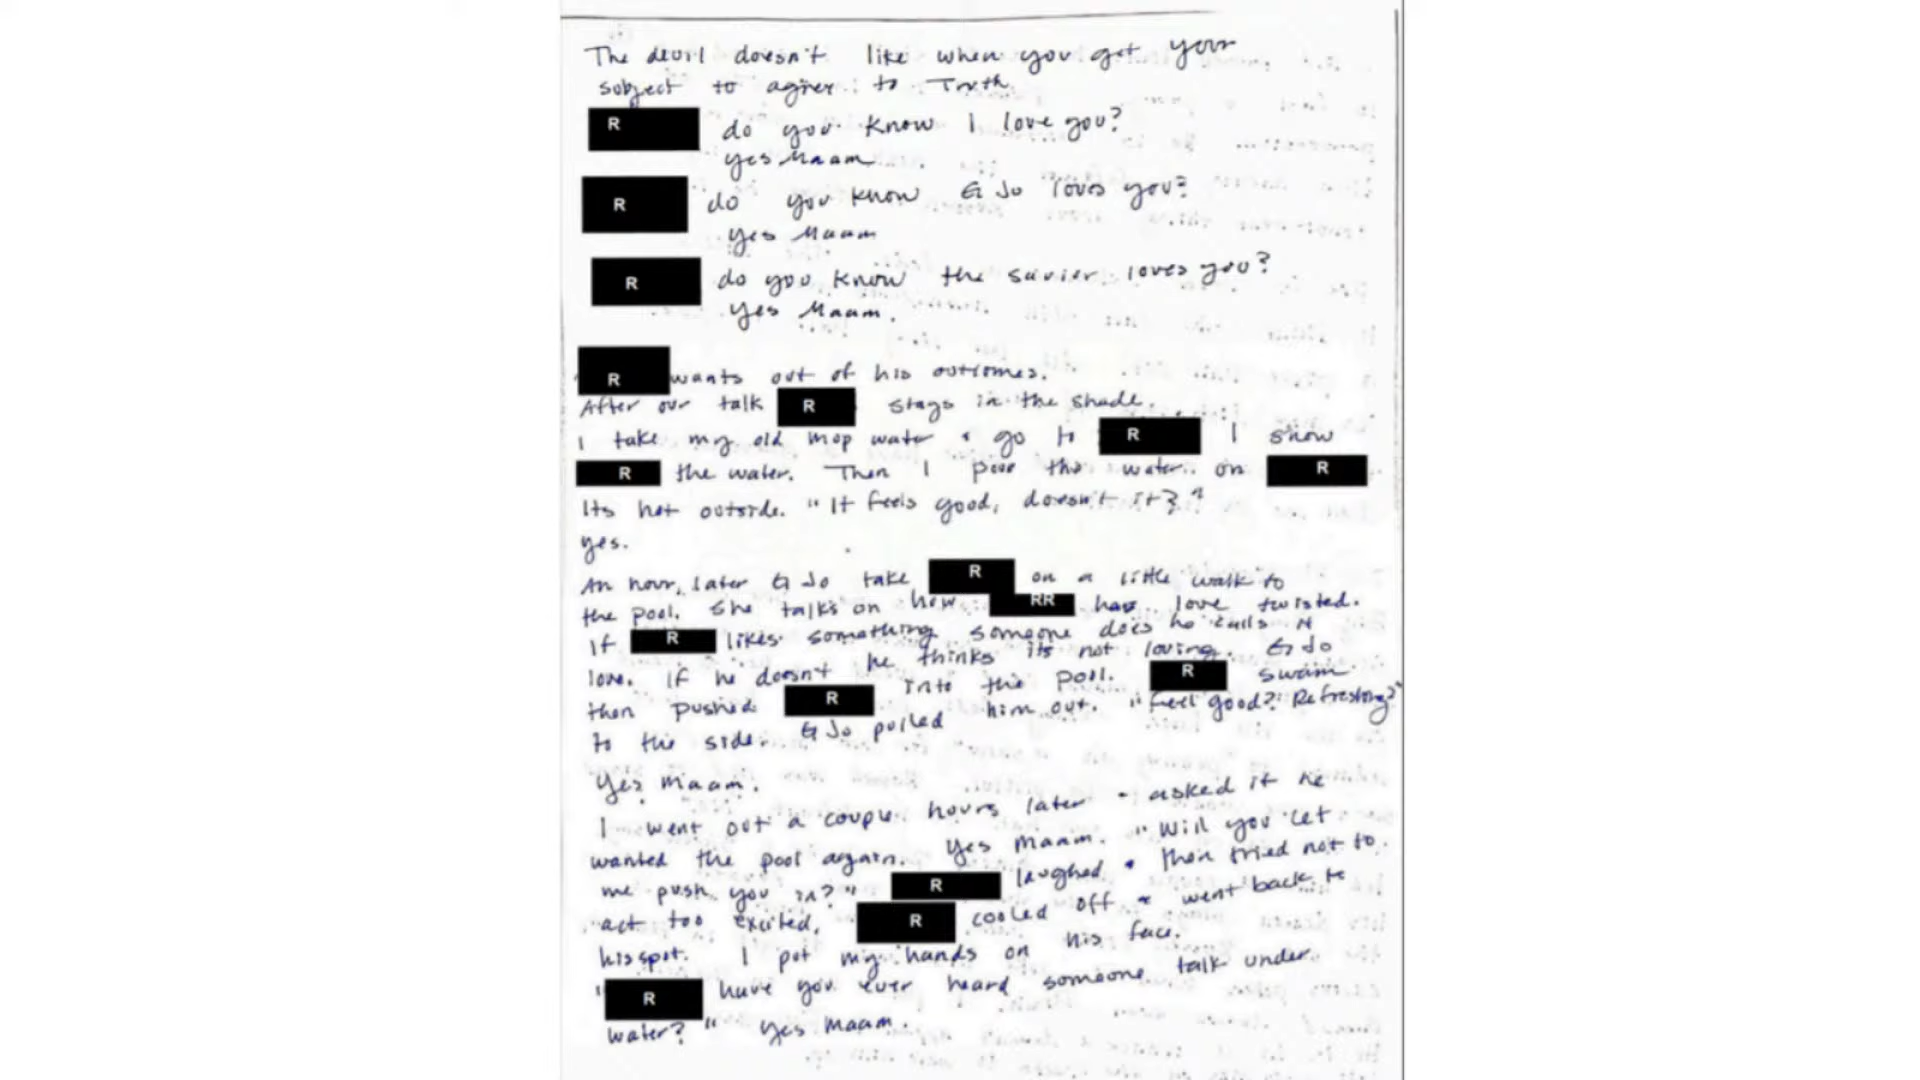 The devil doesn't like when you get your
subject to agree to Truth
R do you know I love you?
yes Maam
R do you know & Jo loves you?
yes Maam
R do you know the savier loves you?
yes Maam.
R wants out of his outcomes.
After our talk R stays in the shade.
I take my old mop water & go to R I show
R the water. Then I pour the water on R
Its hot outside. "It feels good, doesn't it?"
yes.
An hour later & Jo take R on a little walk to
the pool. She talks on how RR has love twisted.
If R likes something someone does he calls it
love. If he doesn't he thinks its not loving. & Jo
then pushed R into the pool. R swam
to the side. & Jo pulled him out. "Feel good? Refreshing?"
Yes Maam.
I went out a couple hours later & asked if he
wanted the pool again. Yes Maam. "Will you let
me push you in?" R laughed & then tried not to
act too excited. R cooled off & went back to
his spot. I put my hands on his face.
"R have you ever heard someone talk under
water?" Yes Maam.